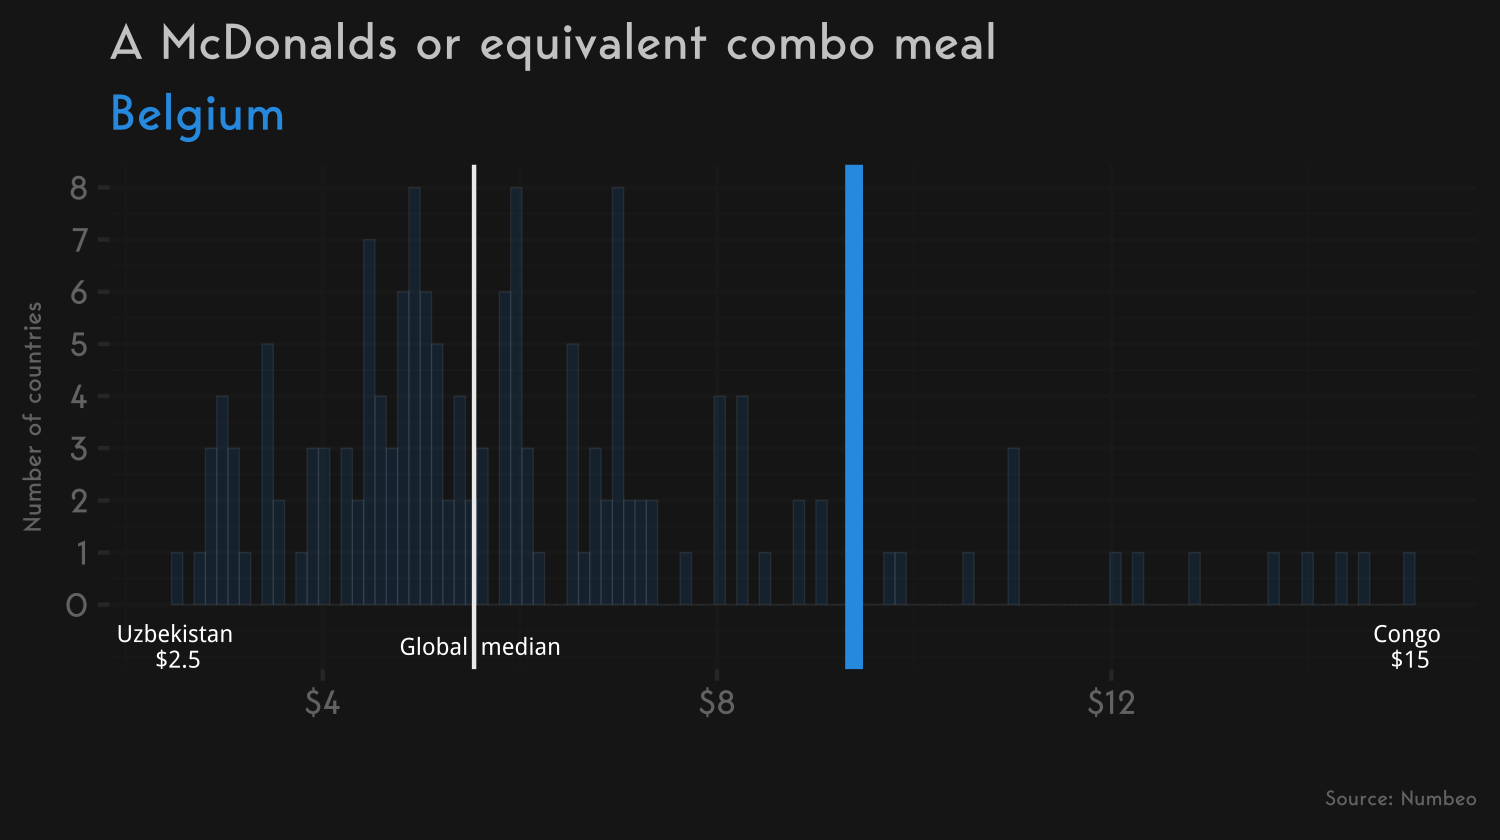 A McDonalds or equivalent combo meal
Belgium
Number of countries
8
7
6
5
4
3
2
1
0
Uzbekistan
$2.5
Global median
Congo
$15
$4 $8 $12
Source: Numbeo